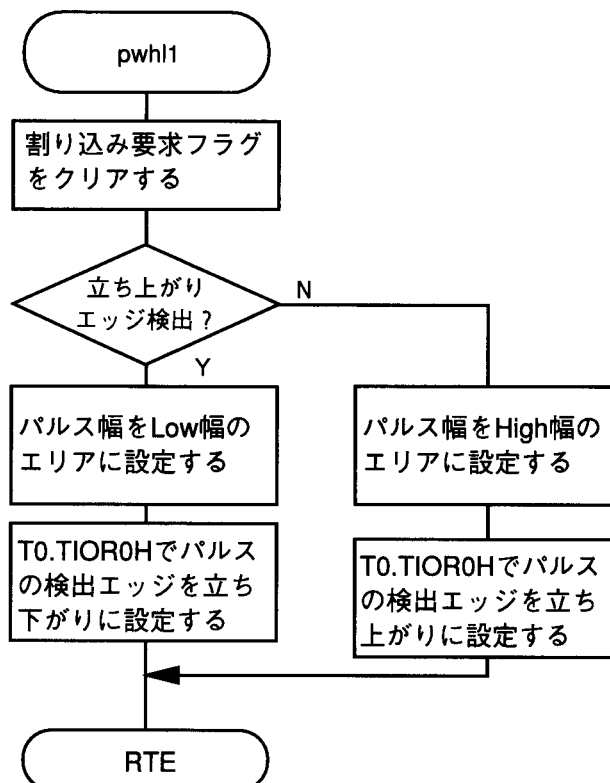 pwhl1
割り込み要求フラグ
をクリアする
立ち上がり
エッジ検出？
N
Y
パルス幅をLow幅の
エリアに設定する
パルス幅をHigh幅の
エリアに設定する
T0.TIOR0Hでパルス
の検出エッジを立ち
下がりに設定する
T0.TIOR0Hでパルス
の検出エッジを立ち
上がりに設定する
RTE